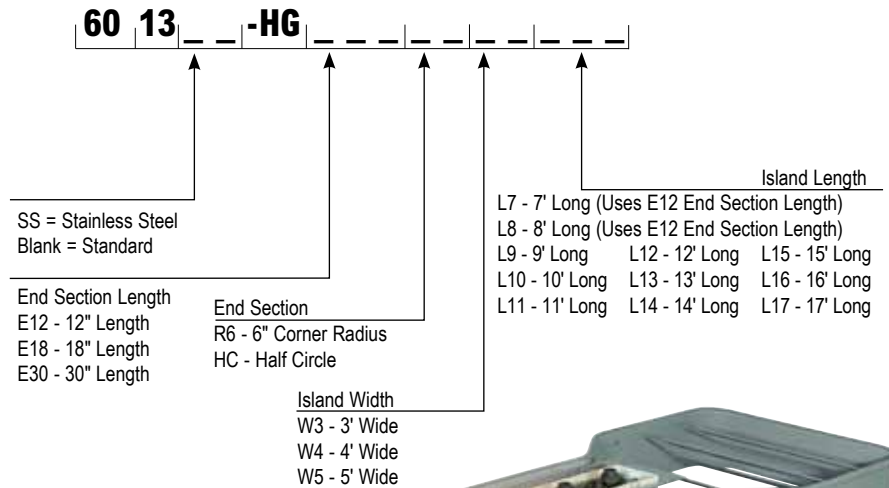 60 13 _ _ -HG _ _ _ _ _ _ _ _ _ _
Island Length
L7 - 7' Long (Uses E12 End Section Length)
L8 - 8' Long (Uses E12 End Section Length)
L9 - 9' Long L12 - 12' Long L15 - 15' Long
L10 - 10' Long L13 - 13' Long L16 - 16' Long
L11 - 11' Long L14 - 14' Long L17 - 17' Long
SS = Stainless Steel
Blank = Standard
End Section Length
E12 - 12" Length
E18 - 18" Length
E30 - 30" Length
End Section
R6 - 6" Corner Radius
HC - Half Circle
Island Width
W3 - 3' Wide
W4 - 4' Wide
W5 - 5' Wide